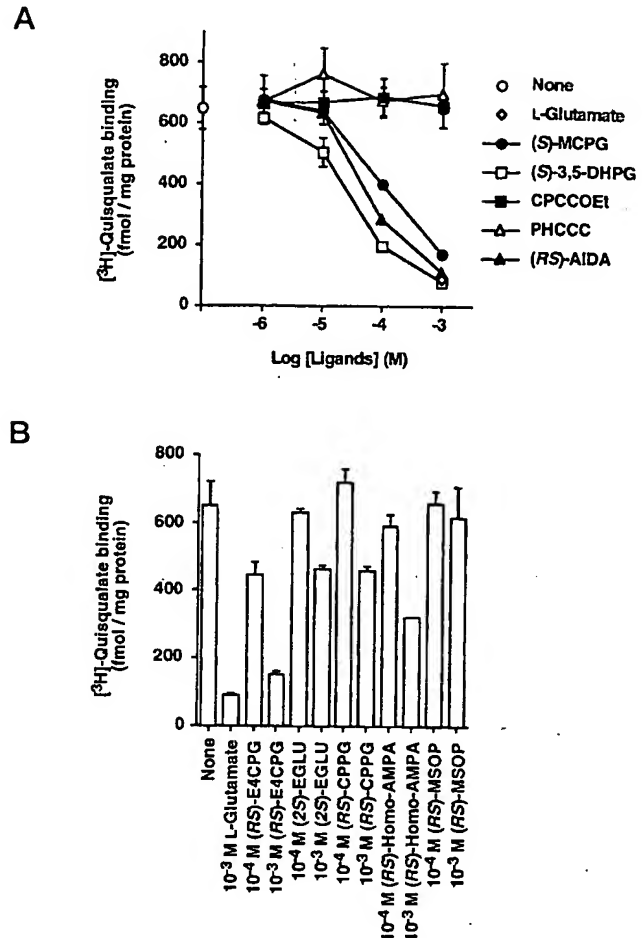 A
[³H]-Quisqualate binding
(fmol / mg protein)
800
600
400
200
0
-6
-5
-4
-3
Log [Ligands] (M)
None
L-Glutamate
(S)-MCPG
(S)-3,5-DHPG
CPCCOEt
PHCCC
(RS)-AIDA
B
[³H]-Quisqualate binding
(fmol / mg protein)
800
600
400
200
0
None
10⁻³ M L-Glutamate
10⁻⁴ M (RS)-E4CPG
10⁻³ M (RS)-E4CPG
10⁻⁴ M (2S)-EGLU
10⁻³ M (2S)-EGLU
10⁻⁴ M (RS)-CPPG
10⁻³ M (RS)-CPPG
10⁻⁴ M (RS)-Homo-AMPA
10⁻³ M (RS)-Homo-AMPA
10⁻⁴ M (RS)-MSOP
10⁻³ M (RS)-MSOP